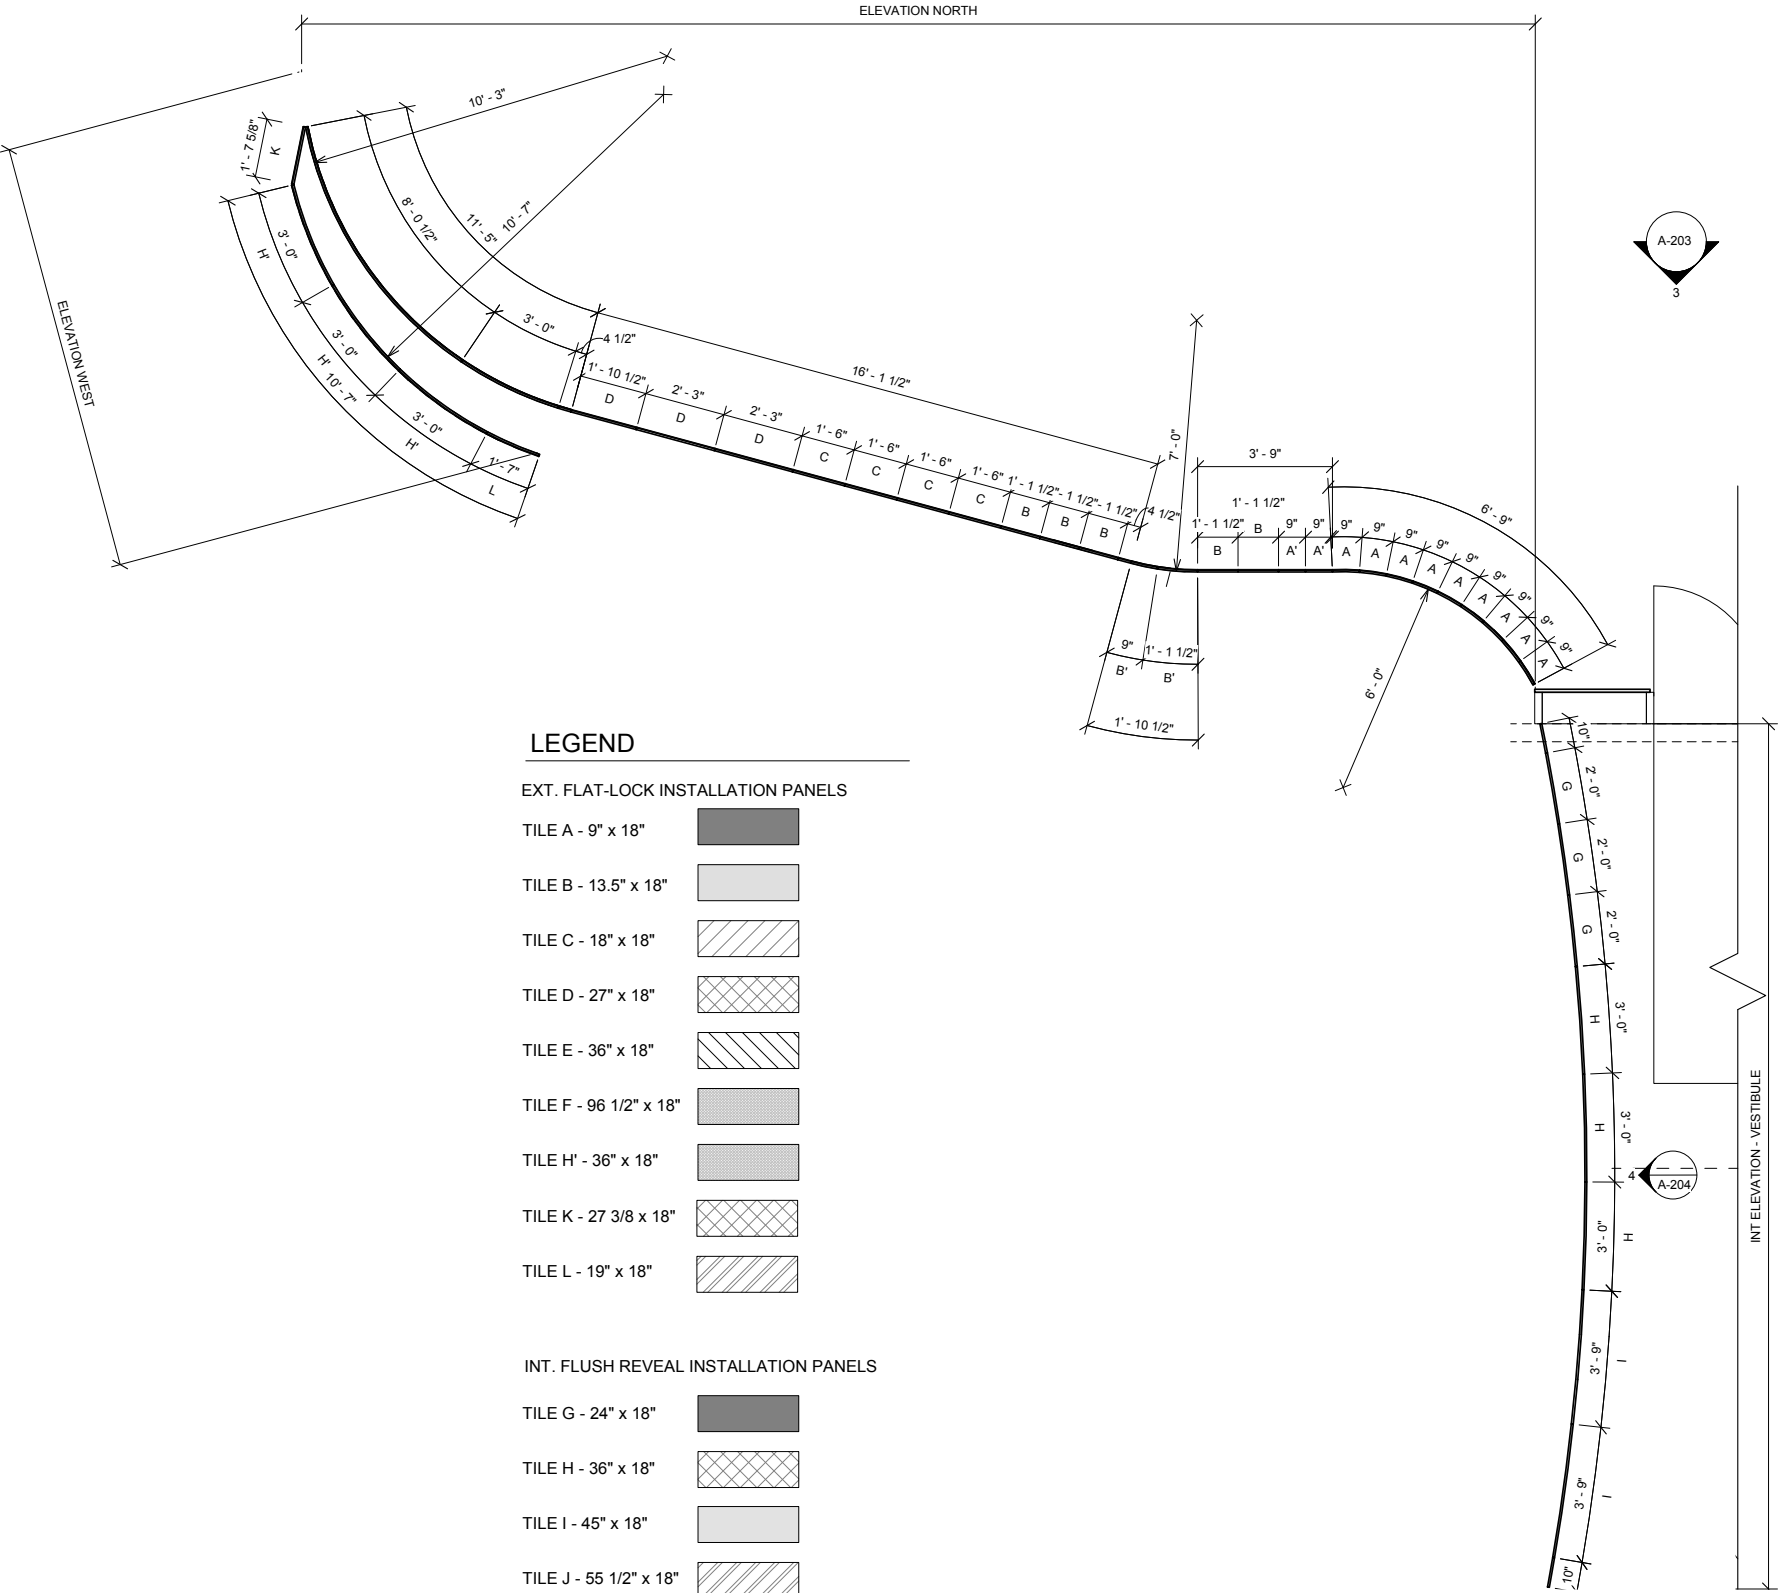 ELEVATION NORTH
10' - 3"
1' - 7 5/8"
K
8' - 0 1/2"
11' - 5"
10' - 7"
3' - 0"
H'
3' - 0"
H'
10' - 7"
3' - 0"
H'
1' - 7"
L
ELEVATION WEST
3' - 0"
4 1/2"
16' - 1 1/2"
1' - 10 1/2"
D
2' - 3"
D
2' - 3"
D
1' - 6"
C
1' - 6"
C
1' - 6"
C
1' - 6"
C
1' - 1 1/2"
B
- 1 1/2"
B
- 1 1/2"
B
4 1/2"
7' - 0"
3' - 9"
1' - 1 1/2"
B
1' - 1 1/2"
B
9"
A'
9"
A'
9"
A
9"
A
9"
A
9"
A
9"
A
9"
A
9"
A
9"
A
9"
A
6' - 9"
6' - 0"
9"
B'
1' - 1 1/2"
B'
1' - 10 1/2"
A-203
3
LEGEND
EXT. FLAT-LOCK INSTALLATION PANELS
TILE A - 9" x 18"
TILE B - 13.5" x 18"
TILE C - 18" x 18"
TILE D - 27" x 18"
TILE E - 36" x 18"
TILE F - 96 1/2" x 18"
TILE H' - 36" x 18"
TILE K - 27 3/8 x 18"
TILE L - 19" x 18"
INT. FLUSH REVEAL INSTALLATION PANELS
TILE G - 24" x 18"
TILE H - 36" x 18"
TILE I - 45" x 18"
TILE J - 55 1/2" x 18"
10"
2' - 0"
G
2' - 0"
G
2' - 0"
G
3' - 0"
H
3' - 0"
H
3' - 0"
H
3' - 9"
I
3' - 9"
I
10"
4
A-204
INT ELEVATION - VESTIBULE